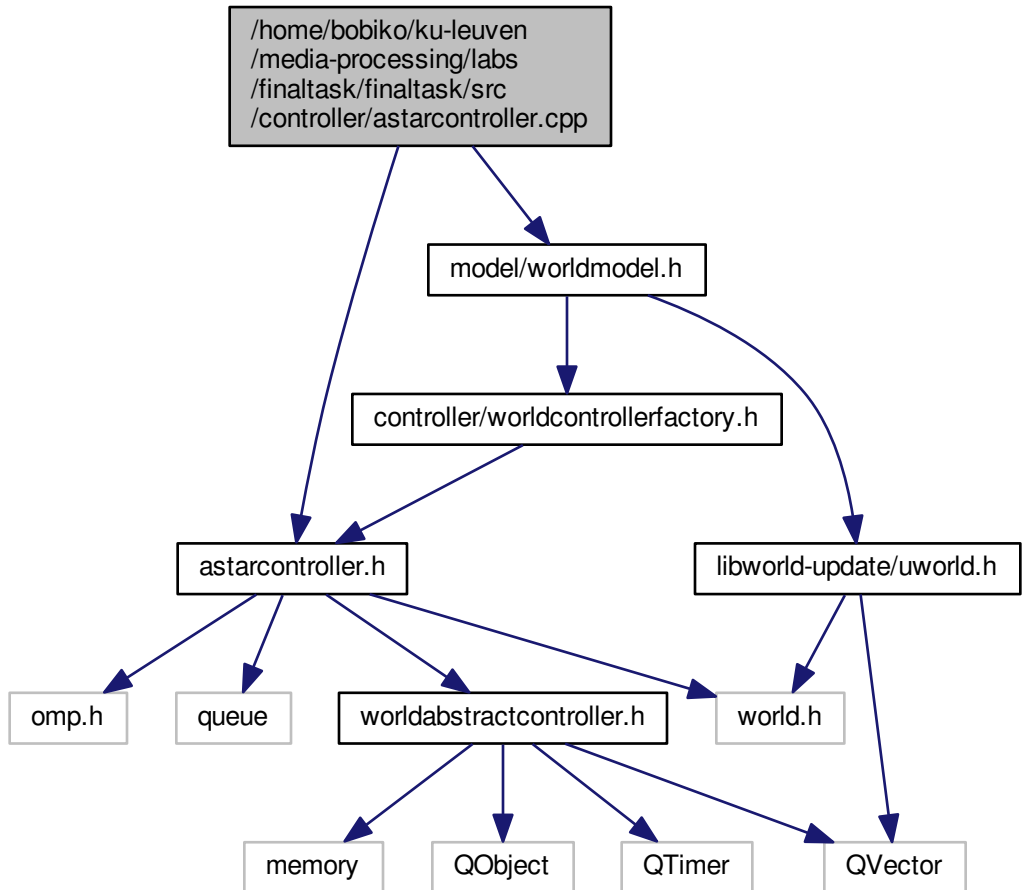 /home/bobiko/ku-leuven
/media-processing/labs
/finaltask/finaltask/src
/controller/astarcontroller.cpp
model/worldmodel.h
controller/worldcontrollerfactory.h
astarcontroller.h
libworld-update/uworld.h
omp.h
queue
worldabstractcontroller.h
world.h
memory
QObject
QTimer
QVector